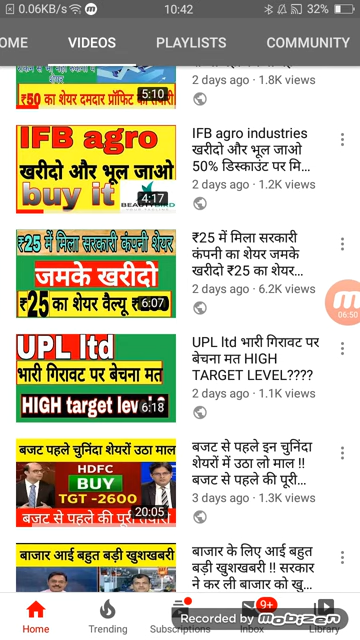 0.06KB/s
10:42
32%
OME
VIDEOS
PLAYLISTS
COMMUNITY
₹50 का शेयर दमदार प्रॉफिट
5:10
2 days ago · 1.8K views
IFB agro
खरीदो और भूल जाओ
buy it
BEAUTYBIRD
4:17
IFB agro industries
खरीदो और भूल जाओ
50% डिस्काउंट पर मि...
2 days ago · 1.2K views
₹25 में मिला सरकारी कंपनी शेयर
जमके खरीदो
₹25 का शेयर वैल्यू
6:07
₹25 में मिला सरकारी
कंपनी का शेयर जमके
खरीदो ₹25 का शेयर...
2 days ago · 6.2K views
06:50
UPL ltd
भारी गिरावट पर बेचना मत
HIGH target level
6:18
UPL ltd भारी गिरावट पर
बेचना मत HIGH
TARGET LEVEL????
2 days ago · 1.1K views
बजट पहले चुनिंदा शेयरों उठा माल
HDFC
BUY
TGT -2600
बजट से पहले की पूरी
20:05
बजट से पहले इन चुनिंदा
शेयरों में उठा लो माल !!
बजट से पहले की पूरी...
3 days ago · 1.3K views
बाजार आई बहुत बड़ी खुशखबरी
बाजार के लिए आई बहुत
बड़ी खुशखबरी !! सरकार
ने कर ली बाजार को खु...
9+
Home
Trending
Subscriptions
Inbox
Library
Recorded by mobizen